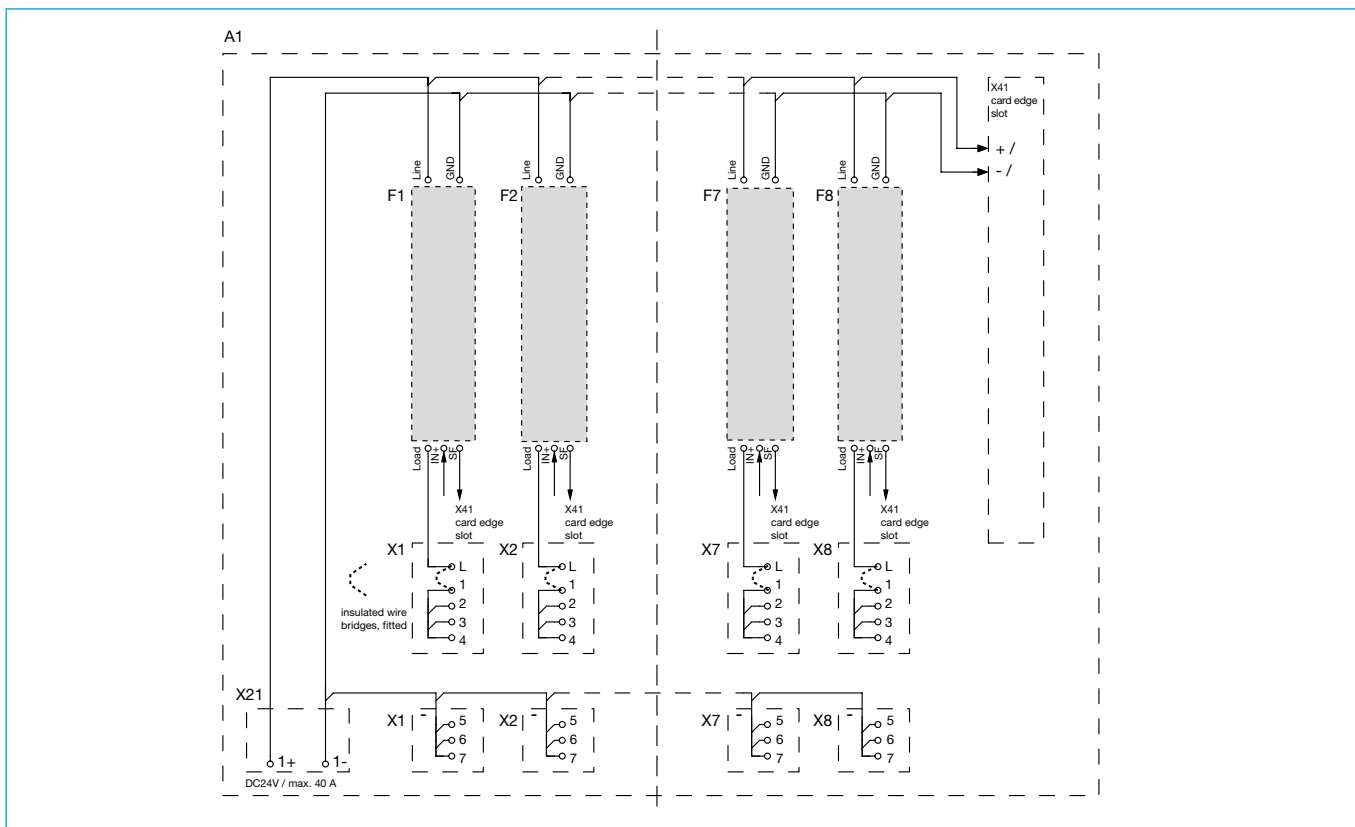 A1
X41
card edge
slot
+ /
- /
Line
GND
Line
GND
Line
GND
Line
GND
F1
F2
F7
F8
Load
IN+
SF
Load
IN+
SF
Load
IN+
SF
Load
IN+
SF
X41
card edge
slot
X41
card edge
slot
X41
card edge
slot
X41
card edge
slot
X1
L
1
2
3
4
X2
L
1
2
3
4
X7
L
1
2
3
4
X8
L
1
2
3
4
insulated wire
bridges, fitted
X21
1+
1-
DC24V / max. 40 A
X1
-
5
6
7
X2
-
5
6
7
X7
-
5
6
7
X8
-
5
6
7